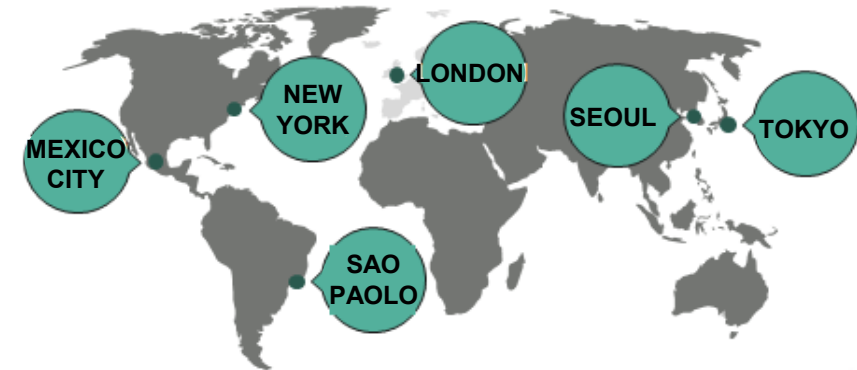 LONDON
NEW
YORK
SEOUL
TOKYO
MEXICO
CITY
SAO
PAOLO